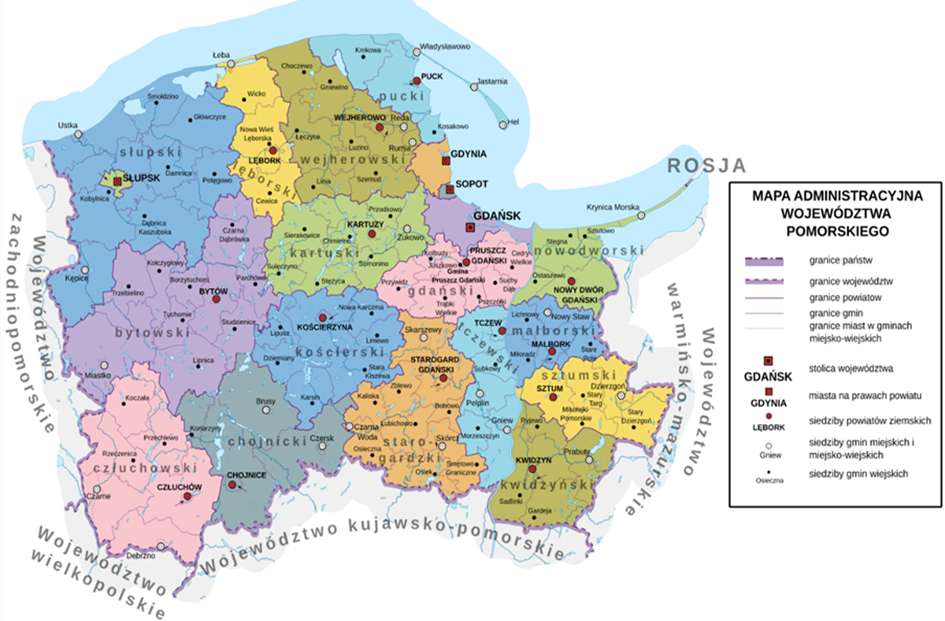 Władysławowo
Łeba
Krokowa
Choczewo
PUCK
Jastarnia
Gniewino
pucki
Wicko
Smołdzino
Główczyce
WEJHEROWO
Reda
Hel
Kosakowo
Ustka
Nowa Wieś
Lęborska
Łęczyce
Luzino
Rumia
słupski
LĘBORK
wejherowski
GDYNIA
ROSJA
Damnica
Potęgowo
Szemud
SŁUPSK
Linia
SOPOT
Kobylnica
lęborski
Cewice
Przodkowo
Krynica Morska
Dębnica
Kaszubska
Czarna
Dąbrówka
Sierakowice
KARTUZY
GDAŃSK
Chmielno
Żukowo
Stegna
Sztutowo
kartuski
PRUSZCZ
GDAŃSKI
Cedry
Wielkie
nowodworski
Kolbudy
Somonino
Gmina
Pruszcz Gdański
Kępice
Kołczygłowy
Sulęczyno
Stężyca
Przywidz
Suchy
Dąb
Ostaszewo
Trzebielino
Borzytuchom
Parchowo
gdański
NOWY DWÓR
GDAŃSKI
BYTÓW
Trąbki
Wielkie
Pszczółki
Tuchomie
Studzienice
Nowa Karczma
KOŚCIERZYNA
Skarszewy
TCZEW
Lichnowy
Nowy Staw
bytowski
Lipusz
Liniewo
malborski
kościerski
tczewski
MALBORK
Stare
Pole
Lipnica
Dziemiany
STAROGARD
GDAŃSKI
Miłoradz
Miastko
Stara
Kiszewa
Subkowy
sztumski
Koczała
Brusy
Karsin
Zblewo
Kaliska
Bobowo
Pelplin
SZTUM
Dzierzgoń
Stary
Targ
Mikołajki
Pomorskie
Stary
Dzierzgoń
Przechlewo
Konarzyny
Czersk
Czarna
Woda
Lubichowo
Skórcz
Gniew
Ryjewo
chojnicki
Morzeszczyn
Rzeczenica
Osieczna
staro-
gardzki
Prabuty
człuchowski
CHOJNICE
Osiek
Smętowo
Graniczne
KWIDZYN
kwidzyński
Czarne
CZŁUCHÓW
Sadlinki
Gardeja
Debrzno
Województwo
zachodniopomorskie
Województwo
wielkopolskie
Województwo kujawsko-pomorskie
Województwo
warmińsko-mazurskie
MAPA ADMINISTRACYJNA
WOJEWÓDZTWA
POMORSKIEGO
granice państw
granice województw
granice powiatow
granice gmin
granice miast w gminach
miejsko-wiejskich
GDAŃSK
stolica województwa
GDYNIA
miasta na prawach powiatu
LĘBORK
siedziby powiatów ziemskich
Gniew
siedziby gmin miejskich i
miejsko-wiejskich
Osieczna
siedziby gmin wiejskich